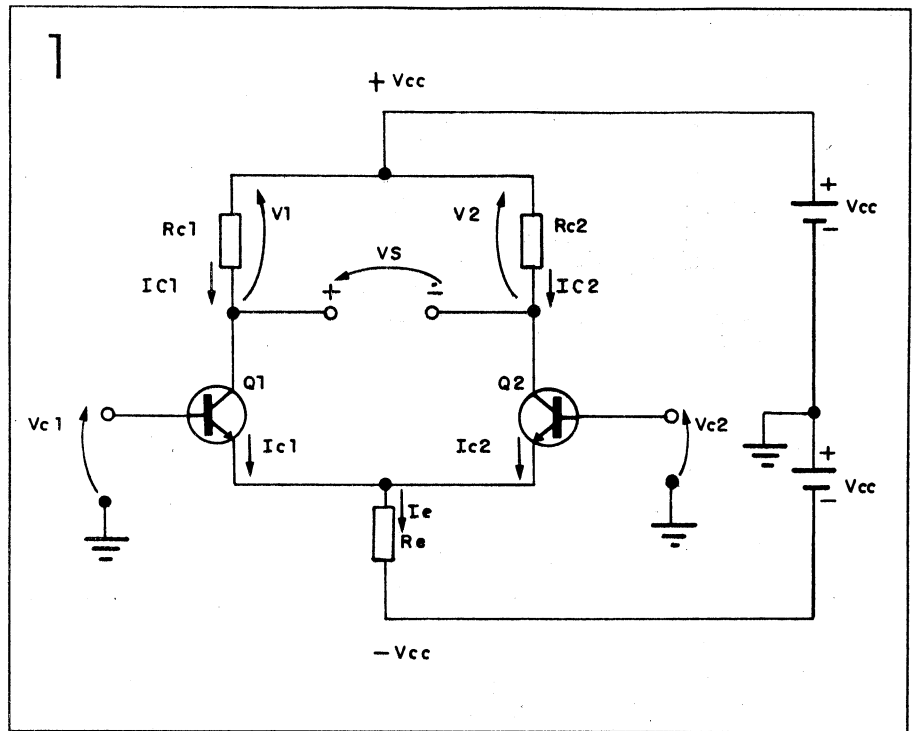 1
+ Vcc
Rc1
V1
V2
Rc2
VS
+
-
IC1
IC2
+
Vcc
-
Q1
Q2
Vc1
Vc2
Ic1
Ic2
+
Vcc
-
Ie
Re
- Vcc